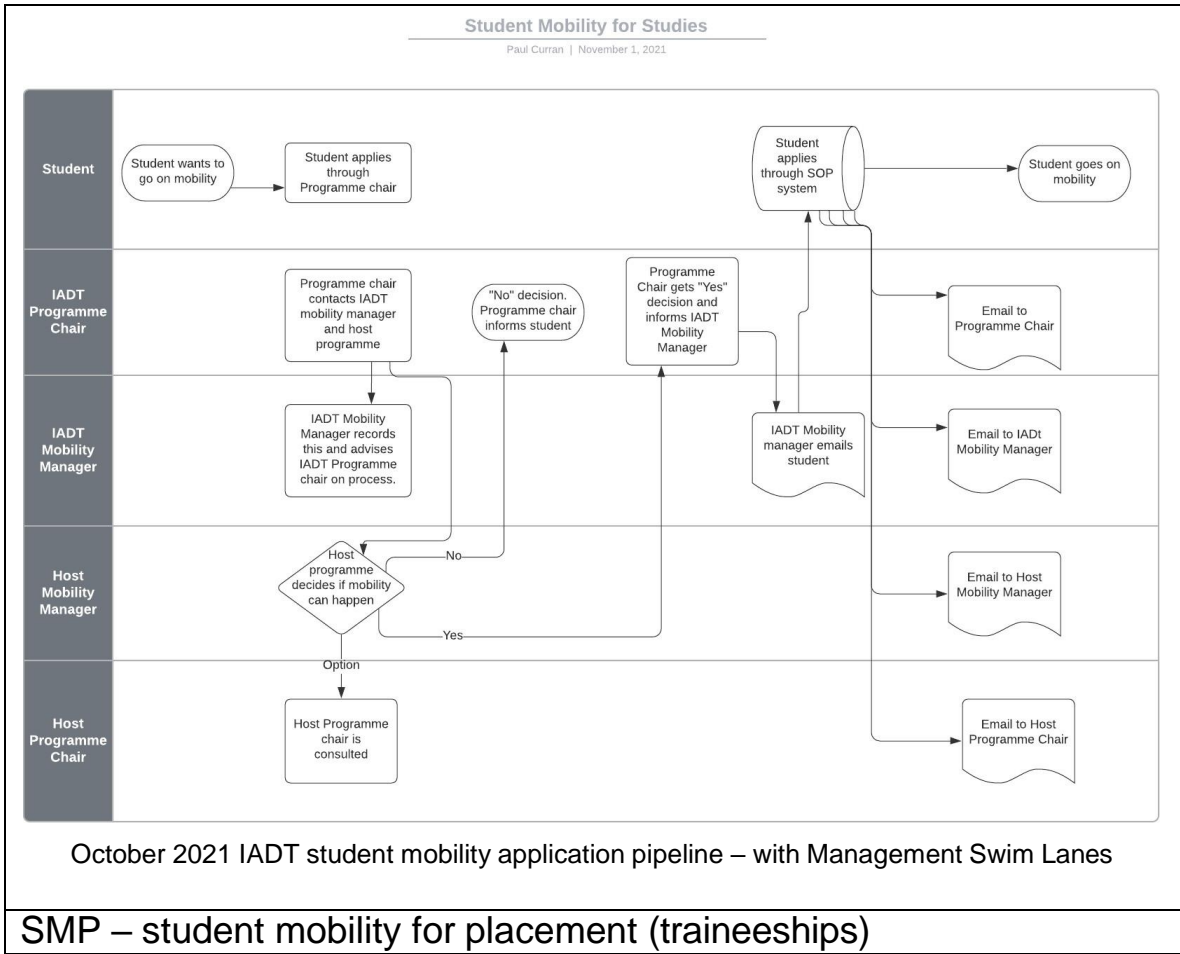 Student Mobility for Studies
Paul Curran | November 1, 2021
Student
Student wants to
go on mobility
Student applies
through
Programme chair
Student
applies
through SOP
system
Student goes on
mobility
IADT
Programme
Chair
Programme chair
contacts IADT
mobility manager
and host
programme
"No" decision.
Programme chair
informs student
Programme
Chair gets "Yes"
decision and
informs IADT
Mobility
Manager
Email to
Programme Chair
IADT
Mobility
Manager
IADT Mobility
Manager records
this and advises
IADT Programme
chair on process.
IADT Mobility
manager emails
student
Email to IADt
Mobility Manager
Host
Mobility
Manager
Host
programme
decides if mobility
can happen
No
Yes
Option
Email to Host
Mobility Manager
Host
Programme
Chair
Host Programme
chair is
consulted
Email to Host
Programme Chair
October 2021 IADT student mobility application pipeline – with Management Swim Lanes
SMP – student mobility for placement (traineeships)